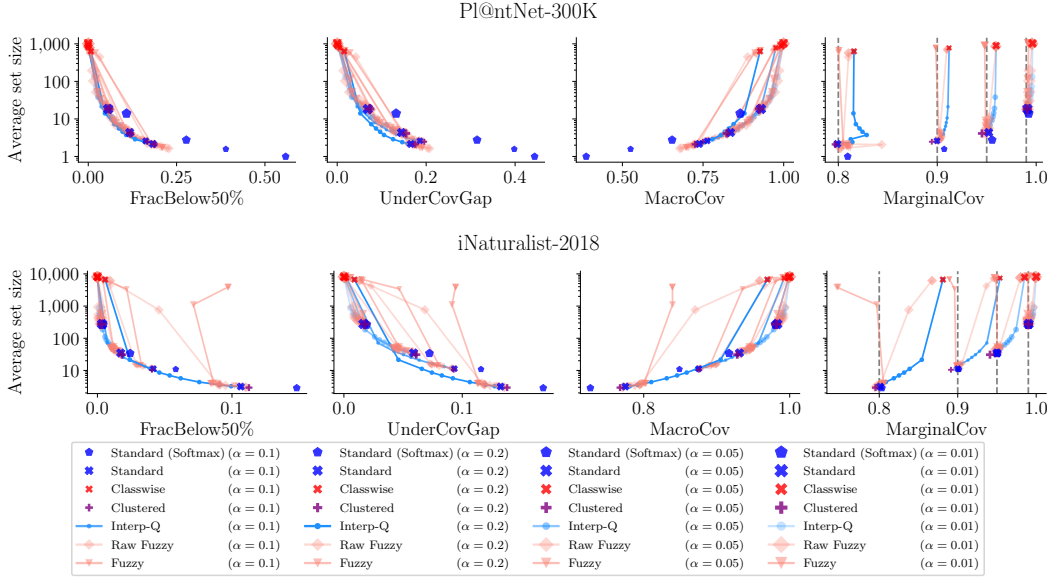 Pl@ntNet-300K
Average set size
1,000
100
10
1
0.00 0.25 0.50
FracBelow50%
0.0 0.2 0.4
UnderCovGap
0.50 0.75 1.00
MacroCov
0.8 0.9 1.0
MarginalCov
iNaturalist-2018
Average set size
10,000
1,000
100
10
0.0 0.1
FracBelow50%
0.0 0.1
UnderCovGap
0.8 1.0
MacroCov
0.8 0.9 1.0
MarginalCov
Standard (Softmax) (α = 0.1) Standard (Softmax) (α = 0.2) Standard (Softmax) (α = 0.05) Standard (Softmax) (α = 0.01)
Standard (α = 0.1) Standard (α = 0.2) Standard (α = 0.05) Standard (α = 0.01)
Classwise (α = 0.1) Classwise (α = 0.2) Classwise (α = 0.05) Classwise (α = 0.01)
Clustered (α = 0.1) Clustered (α = 0.2) Clustered (α = 0.05) Clustered (α = 0.01)
Interp-Q (α = 0.1) Interp-Q (α = 0.2) Interp-Q (α = 0.05) Interp-Q (α = 0.01)
Raw Fuzzy (α = 0.1) Raw Fuzzy (α = 0.2) Raw Fuzzy (α = 0.05) Raw Fuzzy (α = 0.01)
Fuzzy (α = 0.1) Fuzzy (α = 0.2) Fuzzy (α = 0.05) Fuzzy (α = 0.01)